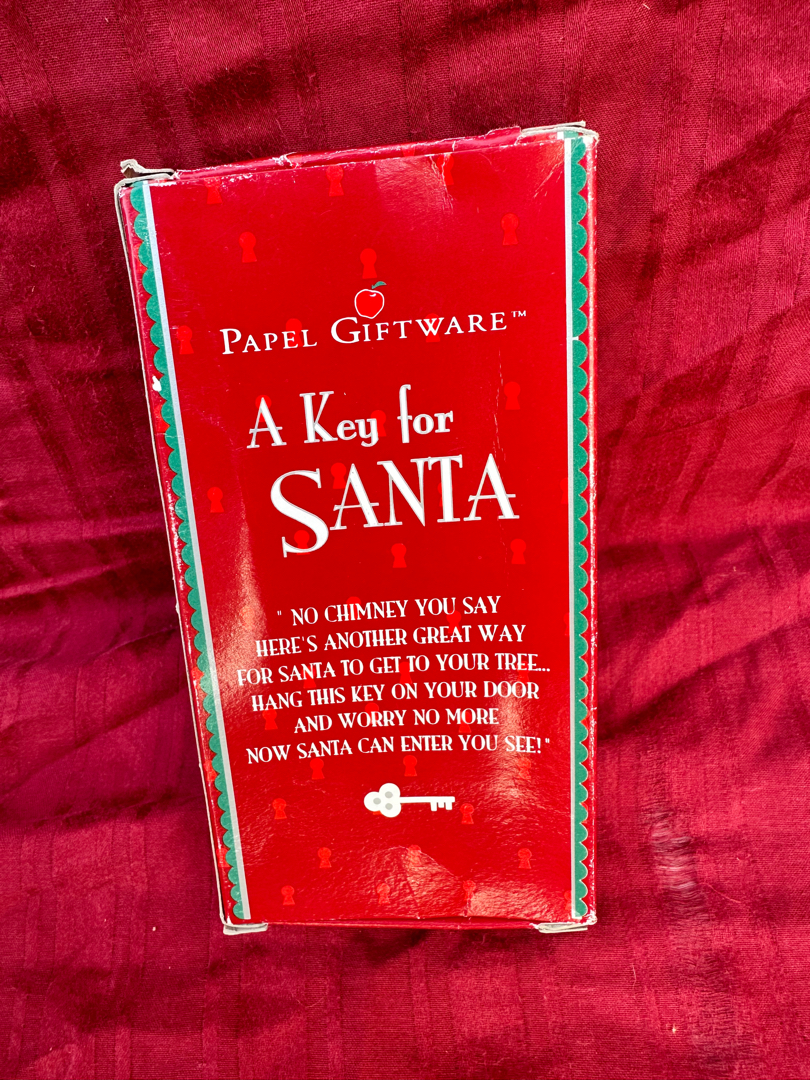 PAPEL GIFTWARE™
A Key for
SANTA
" NO CHIMNEY YOU SAY
HERE'S ANOTHER GREAT WAY
FOR SANTA TO GET TO YOUR TREE...
HANG THIS KEY ON YOUR DOOR
AND WORRY NO MORE
NOW SANTA CAN ENTER YOU SEE!"